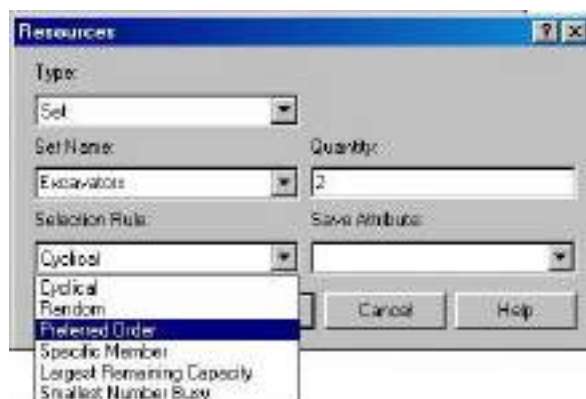 Resources
Type:
Set
Set Name: Quantity:
Excavators 2
Selection Rule: Save Attribute:
Cyclical
Cyclical
Random
Preferred Order
Specific Member
Largest Remaining Capacity
Smallest Number Busy
Cancel Help